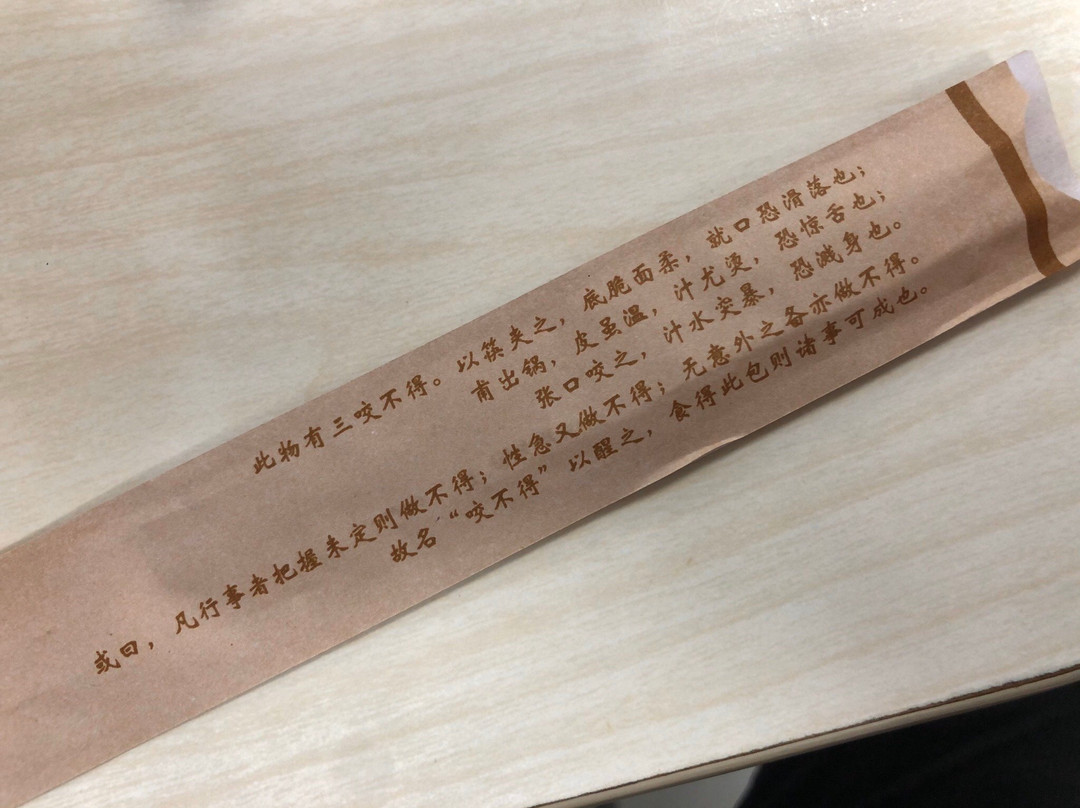 此物有三咬不得。以筷夹之，底脆面柔，就口恐滑落也；
甫出锅，皮虽温，汁尤烫，恐惊舌也；
张口咬之，汁水突暴，恐溅身也。
或曰，凡行事者把握未定则做不得；性急又做不得；无意外之备亦做不得。
故名“咬不得”以醒之，食得此包则诸事可成也。